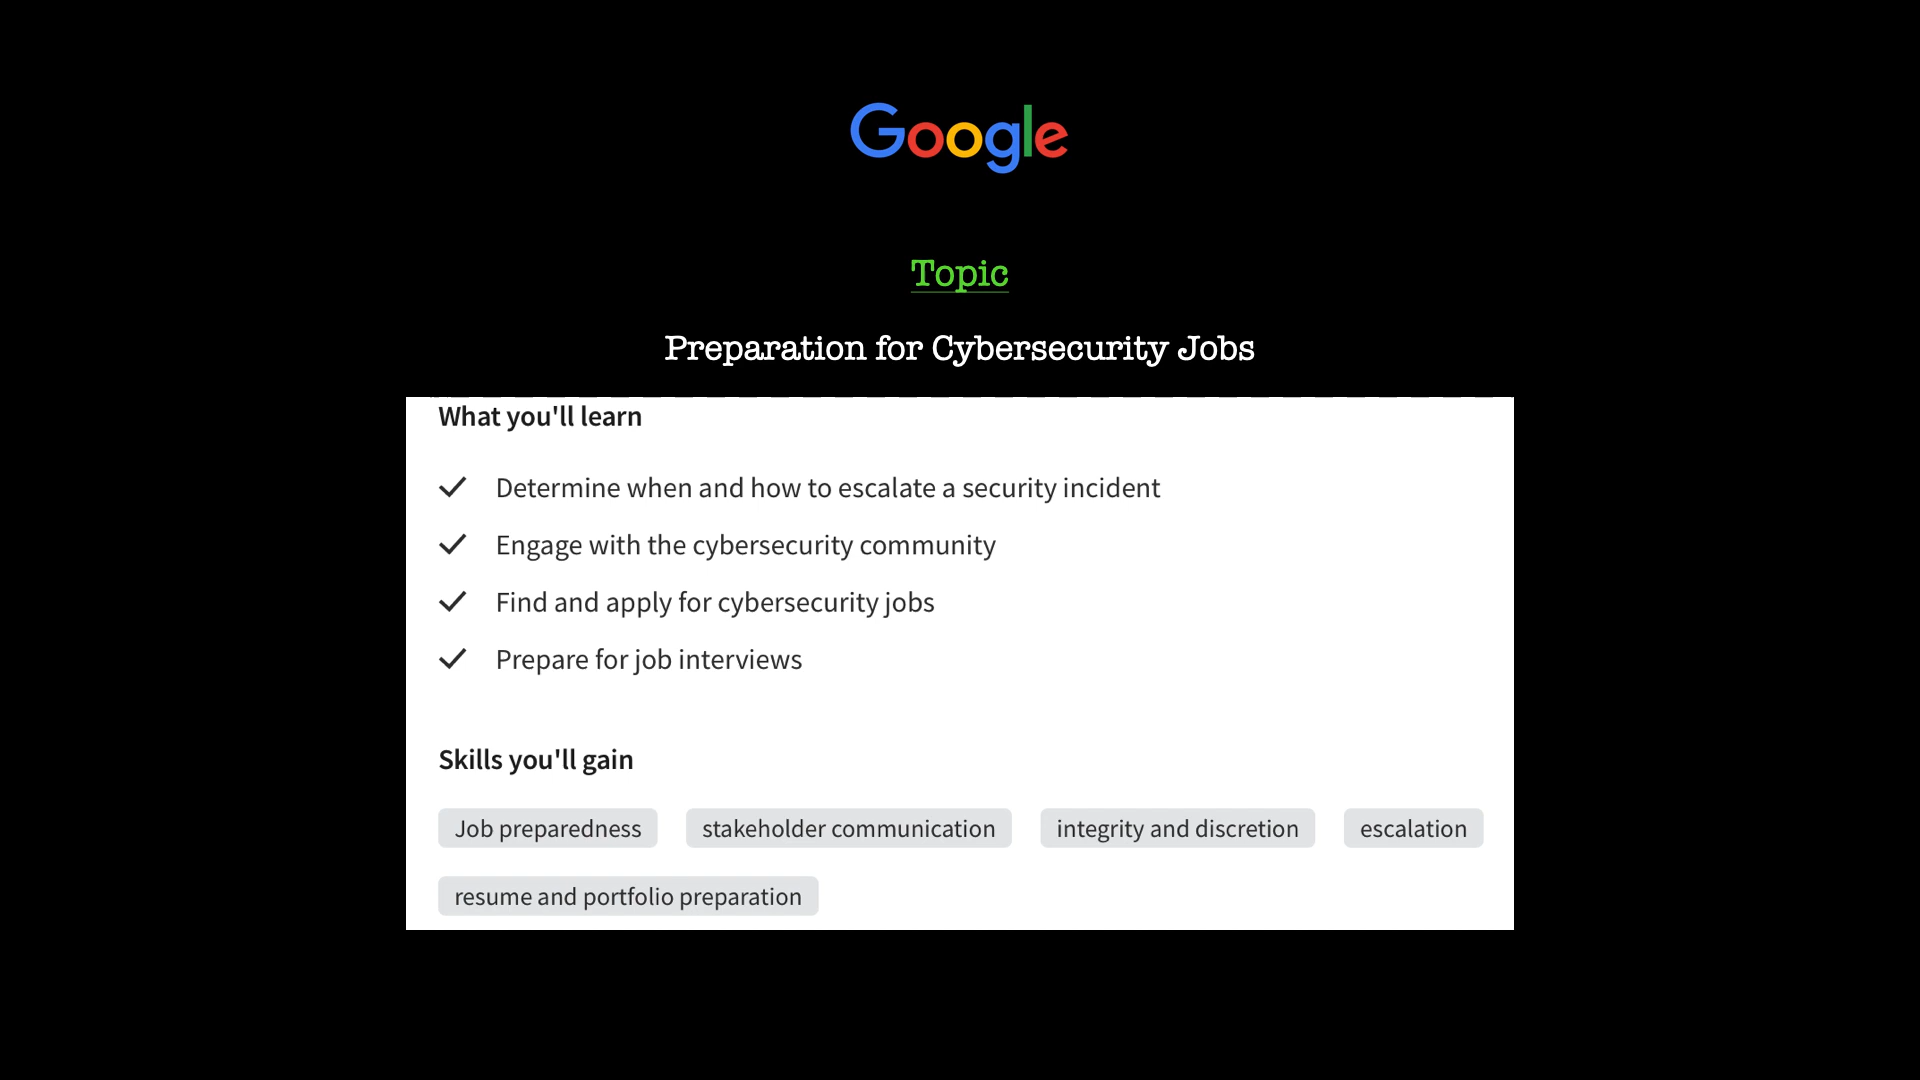 Google
Topic
Preparation for Cybersecurity Jobs
What you'll learn
Determine when and how to escalate a security incident
Engage with the cybersecurity community
Find and apply for cybersecurity jobs
Prepare for job interviews
Skills you'll gain
Job preparedness stakeholder communication integrity and discretion escalation
resume and portfolio preparation